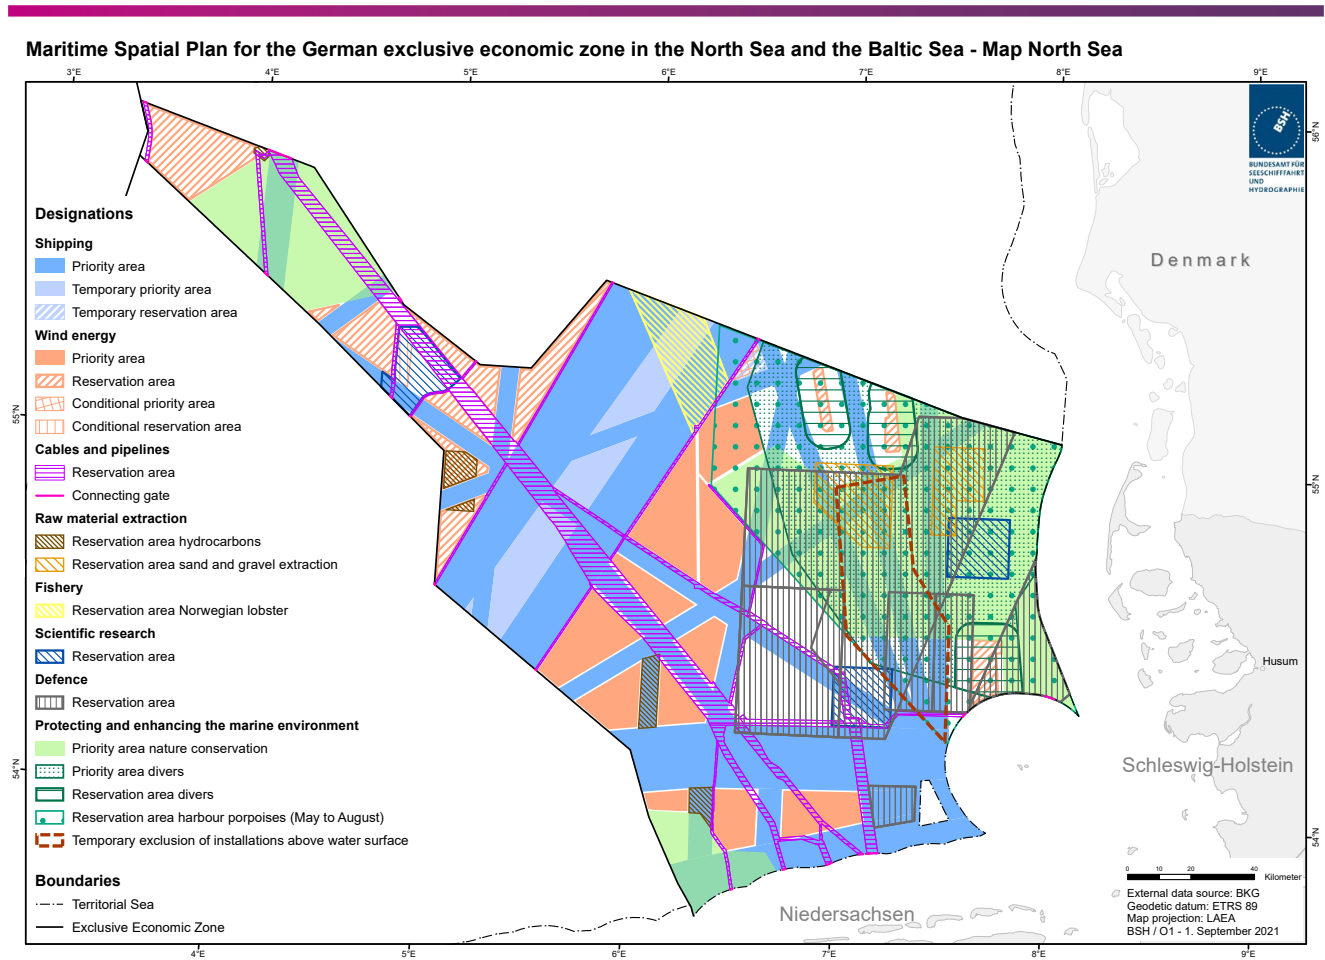 Maritime Spatial Plan for the German exclusive economic zone in the North Sea and the Baltic Sea - Map North Sea
3°E
4°E
5°E
6°E
7°E
8°E
9°E
56°N
BSH
BUNDESAMT FÜR
SEESCHIFFFAHRT
UND
HYDROGRAPHIE
Designations
Shipping
Priority area
Temporary priority area
Temporary reservation area
Wind energy
Priority area
Reservation area
Conditional priority area
Conditional reservation area
Cables and pipelines
Reservation area
Connecting gate
Raw material extraction
Reservation area hydrocarbons
Reservation area sand and gravel extraction
Fishery
Reservation area Norwegian lobster
Scientific research
Reservation area
Defence
Reservation area
Protecting and enhancing the marine environment
Priority area nature conservation
Priority area divers
Reservation area divers
Reservation area harbour porpoises (May to August)
Temporary exclusion of installations above water surface
Boundaries
Territorial Sea
Exclusive Economic Zone
Denmark
55°N
55°N
Husum
Schleswig-Holstein
54°N
54°N
Niedersachsen
0 10 20 40
Kilometer
External data source: BKG
Geodetic datum: ETRS 89
Map projection: LAEA
BSH / O1 - 1. September 2021
4°E
5°E
6°E
7°E
8°E
9°E